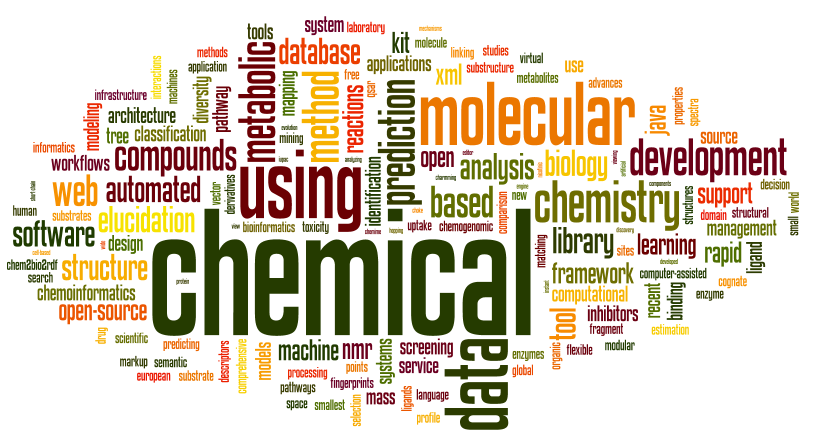 tools
system
laboratory
kit
molecule
linking
studies
methods
database
application
interactions
machines
applications
virtual
xml
substructure
metabolites
use
advances
infrastructure
diversity
pathway
metabolic
mapping
method
free
reactions
qsar
prediction
molecular
java
properties
spectra
modeling
architecture
tree
classification
mining
evolution
source
informatics
workflows
compounds
open
analysis
biology
development
web
automated
using
identification
based
chemistry
support
decision
components
human
substrates
elucidation
vector
derivatives
new
comparison
structures
domain
structural
small
world
software
design
view
bioinformatics
toxicity
uptake
chemogenomic
management
chem2bio2rdf
search
structure
chemical
matching
library
discovery
sites
learning
rapid
ligand
chemoinformatics
protein
framework
computer-assisted
cognate
open-source
computational
recent
binding
enzyme
drug
scientific
predicting
tool
inhibitors
fragment
estimation
markup
semantic
descriptors
comprehensive
models
machine
nmr
systems
screening
service
data
enzymes
organic
flexible
modular
european
substrate
processing
points
global
pathways
fingerprints
space
smallest
selection
mass
ligands
language
profile